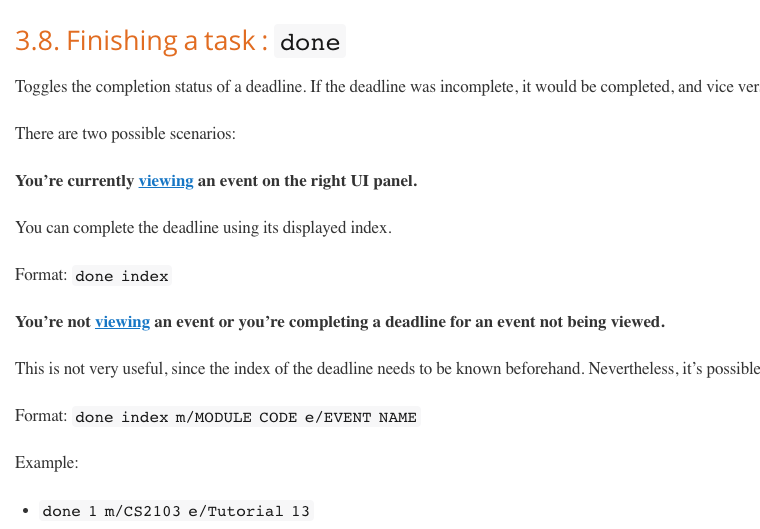 3.8. Finishing a task : done
Toggles the completion status of a deadline. If the deadline was incomplete, it would be completed, and vice
There are two possible scenarios:
You’re currently viewing an event on the right UI panel.
You can complete the deadline using its displayed index.
Format: done index
You’re not viewing an event or you’re completing a deadline for an event not being viewed.
This is not very useful, since the index of the deadline needs to be known beforehand. Nevertheless, it’s possible
Format: done index m/MODULE CODE e/EVENT NAME
Example:
• done 1 m/CS2103 e/Tutorial 13